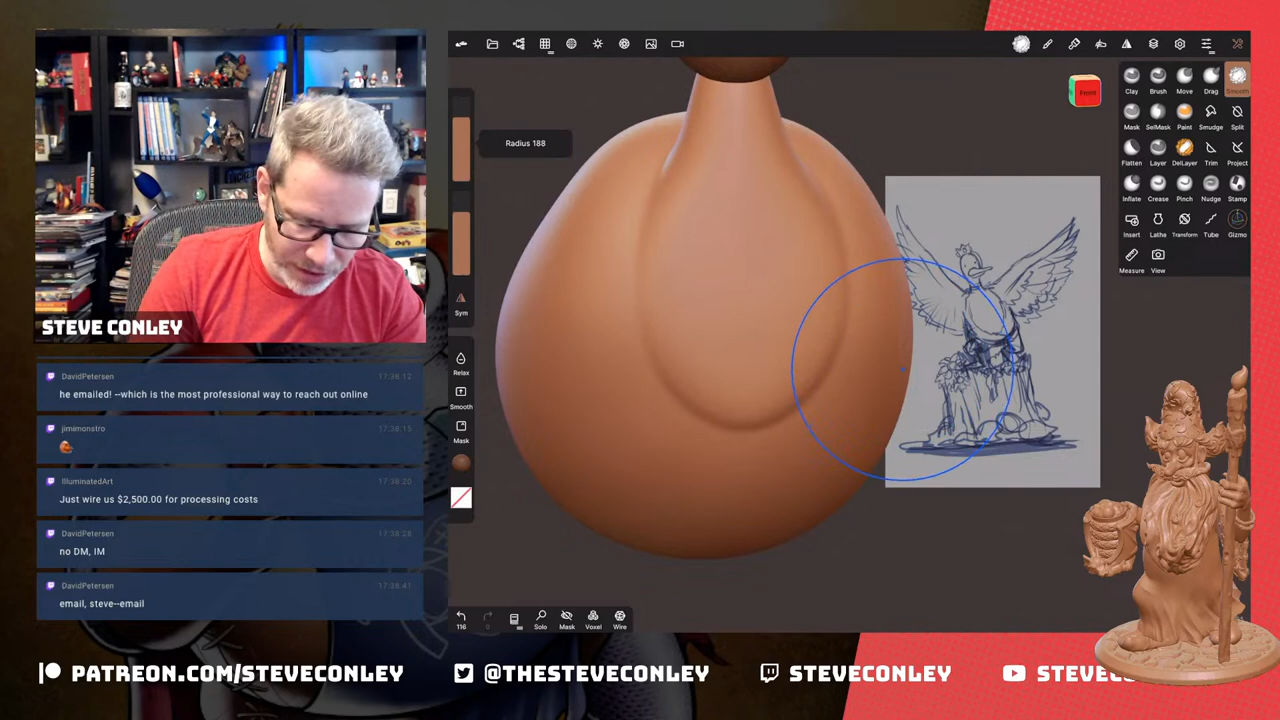 STEVE CONLEY
DavidPetersen 17:38:12
he emailed! --which is the most professional way to reach out online
jimimonstro 17:38:15
IlluminatedArt 17:38:20
Just wire us $2,500.00 for processing costs
DavidPetersen 17:38:28
no DM, IM
DavidPetersen 17:38:41
email, steve--email
Radius 188
Sym
Relax
Smooth
Mask
Front
Clay Brush Move Drag Smooth
Mask SelMask Paint Smudge Split
Flatten Layer DeLayer Trim Project
Inflate Crease Pinch Nudge Stamp
Insert Lathe Transform Tube Gizmo
Measure View
116 0 Solo Mask Voxel Wire
PATREON.COM/STEVECONLEY @THESTEVECONLEY STEVECONLEY